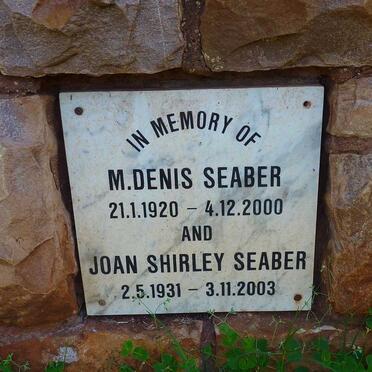 IN MEMORY OF
M.DENIS SEABER
21.1.1920 - 4.12.2000
AND
JOAN SHIRLEY SEABER
2.5.1931 - 3.11.2003